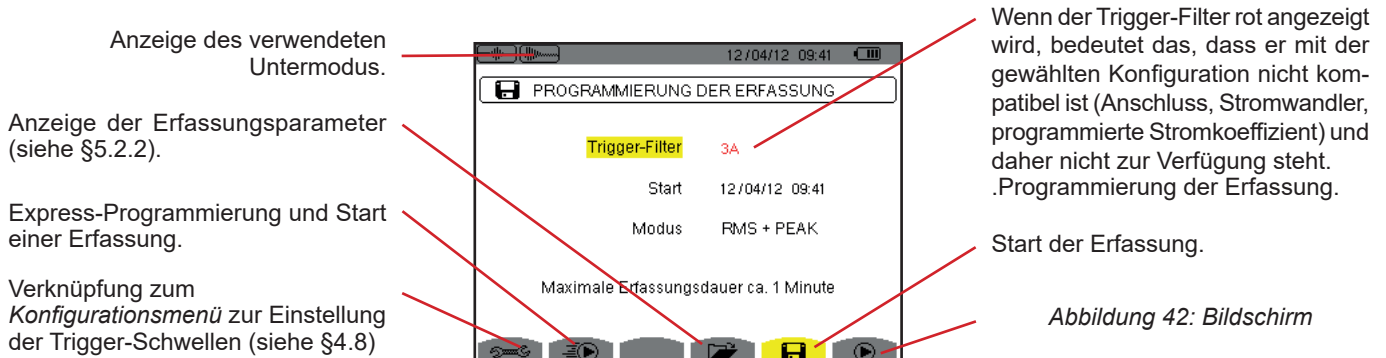 Anzeige des verwendeten
Untermodus.
Anzeige der Erfassungsparameter
(siehe §5.2.2).
Express-Programmierung und Start
einer Erfassung.
Verknüpfung zum
Konfigurationsmenü zur Einstellung
der Trigger-Schwellen (siehe §4.8)
12/04/12 09:41
PROGRAMMIERUNG DER ERFASSUNG
Trigger-Filter 3A
Start 12/04/12 09:41
Modus RMS + PEAK
Maximale Erfassungsdauer ca. 1 Minute
Wenn der Trigger-Filter rot angezeigt
wird, bedeutet das, dass er mit der
gewählten Konfiguration nicht kom-
patibel ist (Anschluss, Stromwandler,
programmierte Stromkoeffizient) und
daher nicht zur Verfügung steht.
.Programmierung der Erfassung.
Start der Erfassung.
Abbildung 42: Bildschirm